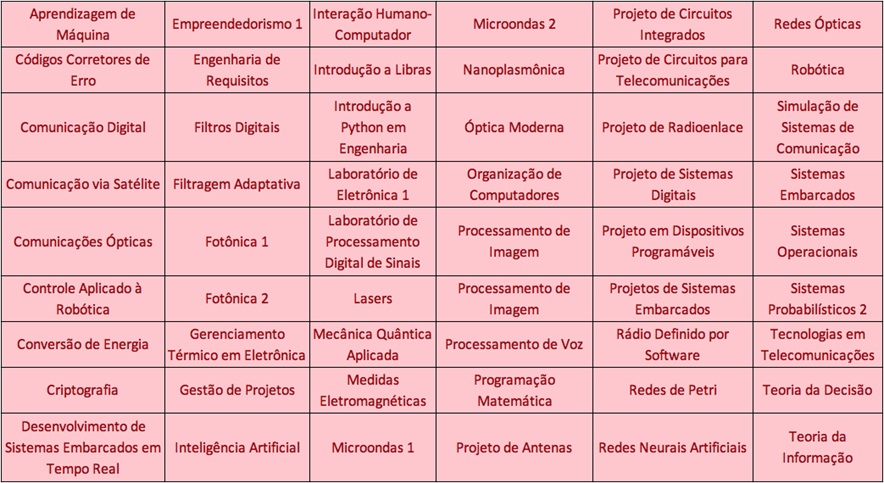 Aprendizagem de
Máquina
Empreendedorismo 1
Interação Humano-
Computador
Microondas 2
Projeto de Circuitos
Integrados
Redes Ópticas
Códigos Corretores de
Erro
Engenharia de
Requisitos
Introdução a Libras
Nanoplasmônica
Projeto de Circuitos para
Telecomunicações
Robótica
Comunicação Digital
Filtros Digitais
Introdução a
Python em
Engenharia
Óptica Moderna
Projeto de Radioenlace
Simulação de
Sistemas de
Comunicação
Comunicação via Satélite
Filtragem Adaptativa
Laboratório de
Eletrônica 1
Organização de
Computadores
Projeto de Sistemas
Digitais
Sistemas
Embarcados
Comunicações Ópticas
Fotônica 1
Laboratório de
Processamento
Digital de Sinais
Processamento de
Imagem
Projeto em Dispositivos
Programáveis
Sistemas
Operacionais
Controle Aplicado à
Robótica
Fotônica 2
Lasers
Processamento de
Imagem
Projetos de Sistemas
Embarcados
Sistemas
Probabilísticos 2
Conversão de Energia
Gerenciamento
Térmico em Eletrônica
Mecânica Quântica
Aplicada
Processamento de Voz
Rádio Definido por
Software
Tecnologias em
Telecomunicações
Criptografia
Gestão de Projetos
Medidas
Eletromagnéticas
Programação
Matemática
Redes de Petri
Teoria da Decisão
Desenvolvimento de
Sistemas Embarcados em
Tempo Real
Inteligência Artificial
Microondas 1
Projeto de Antenas
Redes Neurais Artificiais
Teoria da
Informação